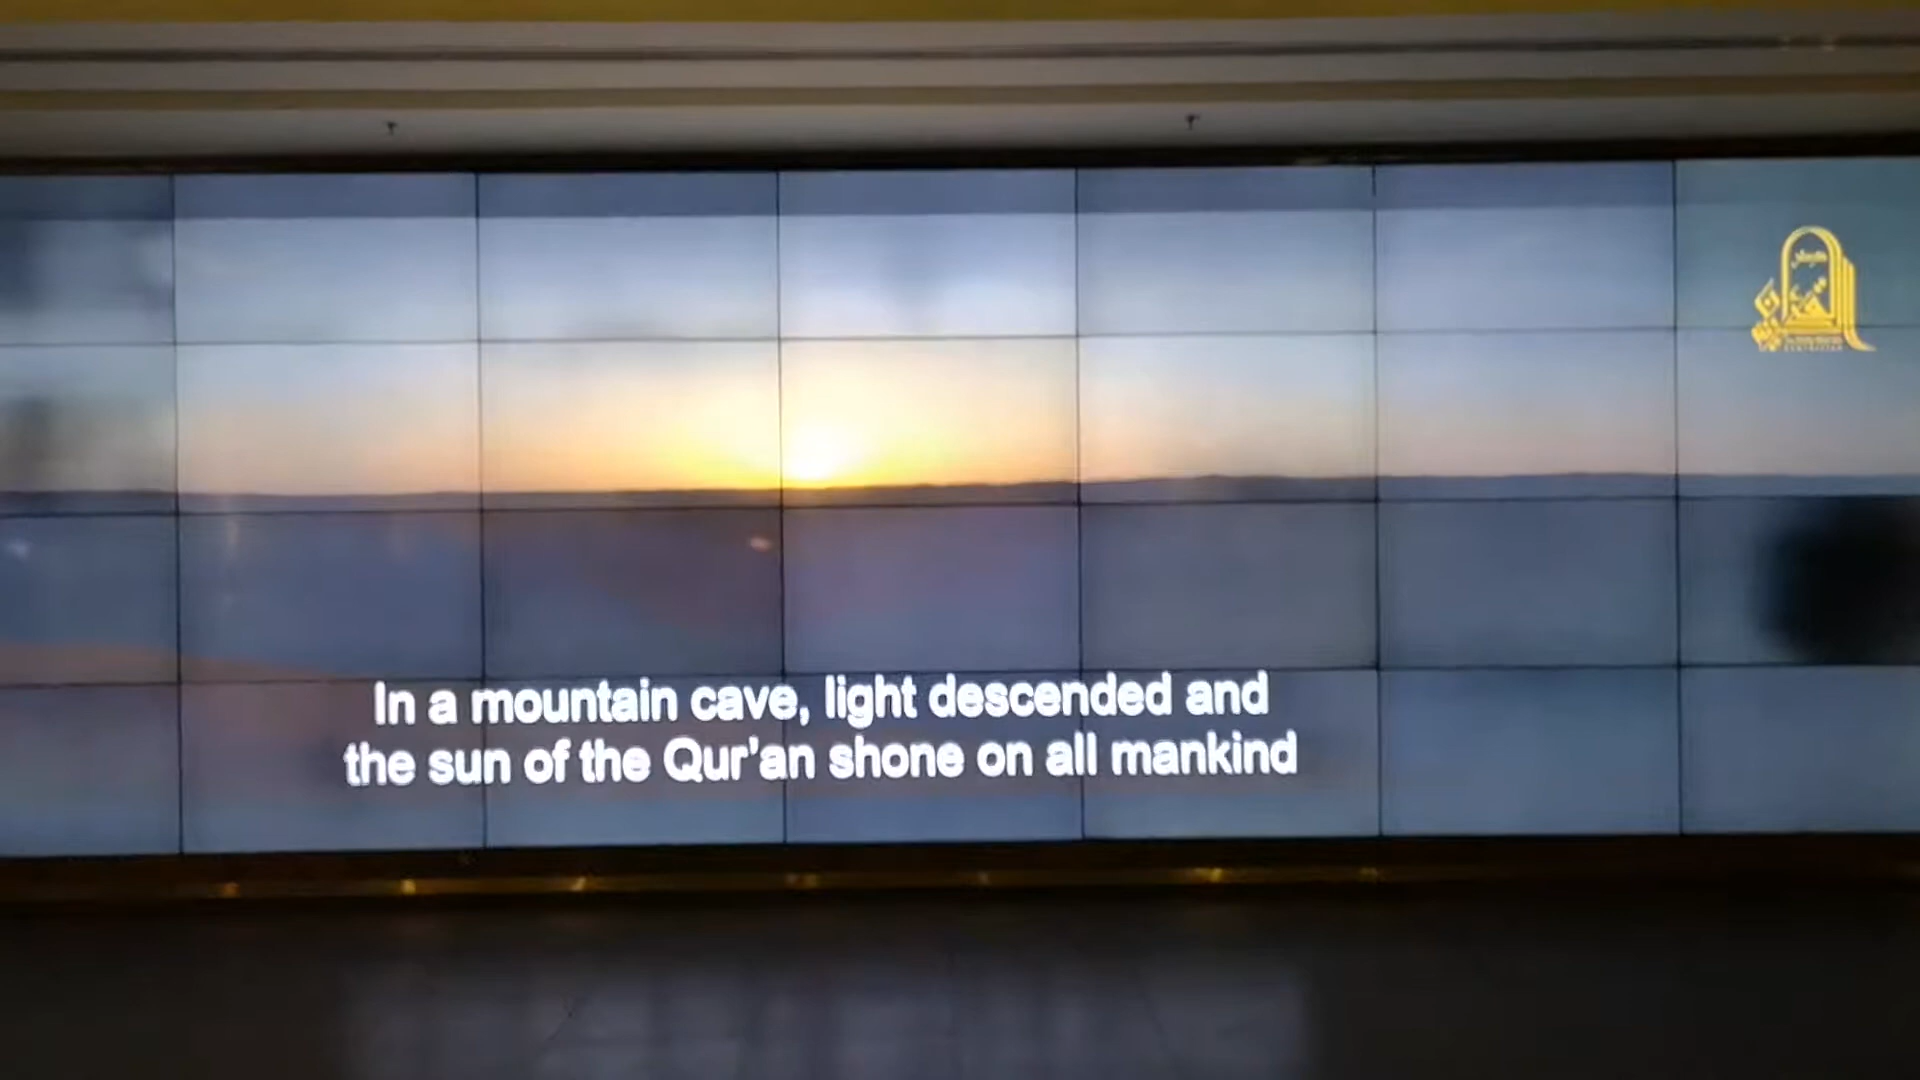 In a mountain cave, light descended and
the sun of the Qur'an shone on all mankind